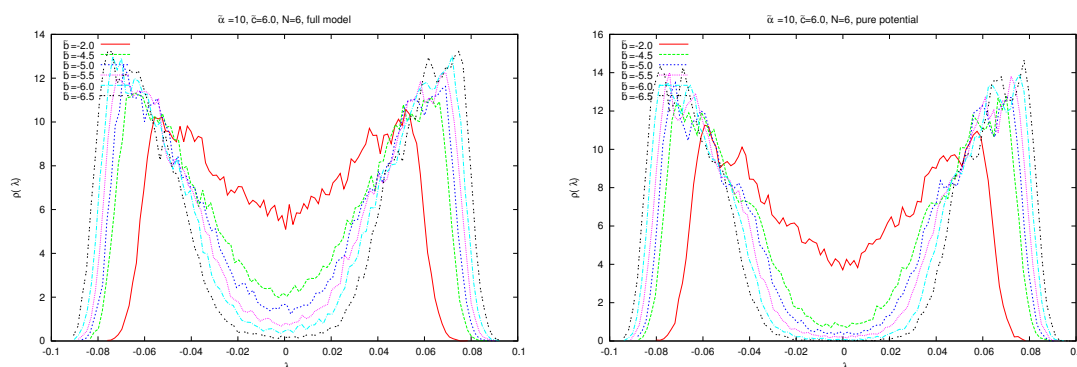 α̃ =10, c̃=6.0, N=6, full model
b̃=-2.0
b̃=-4.5
b̃=-5.0
b̃=-5.5
b̃=-6.0
b̃=-6.5
ρ( λ)
14
12
10
8
6
4
2
0
-0.1 -0.08 -0.06 -0.04 -0.02 0 0.02 0.04 0.06 0.08 0.1
α̃ =10, c̃=6.0, N=6, pure potential
b̃=-2.0
b̃=-4.5
b̃=-5.0
b̃=-5.5
b̃=-6.0
b̃=-6.5
ρ( λ)
16
14
12
10
8
6
4
2
0
-0.1 -0.08 -0.06 -0.04 -0.02 0 0.02 0.04 0.06 0.08